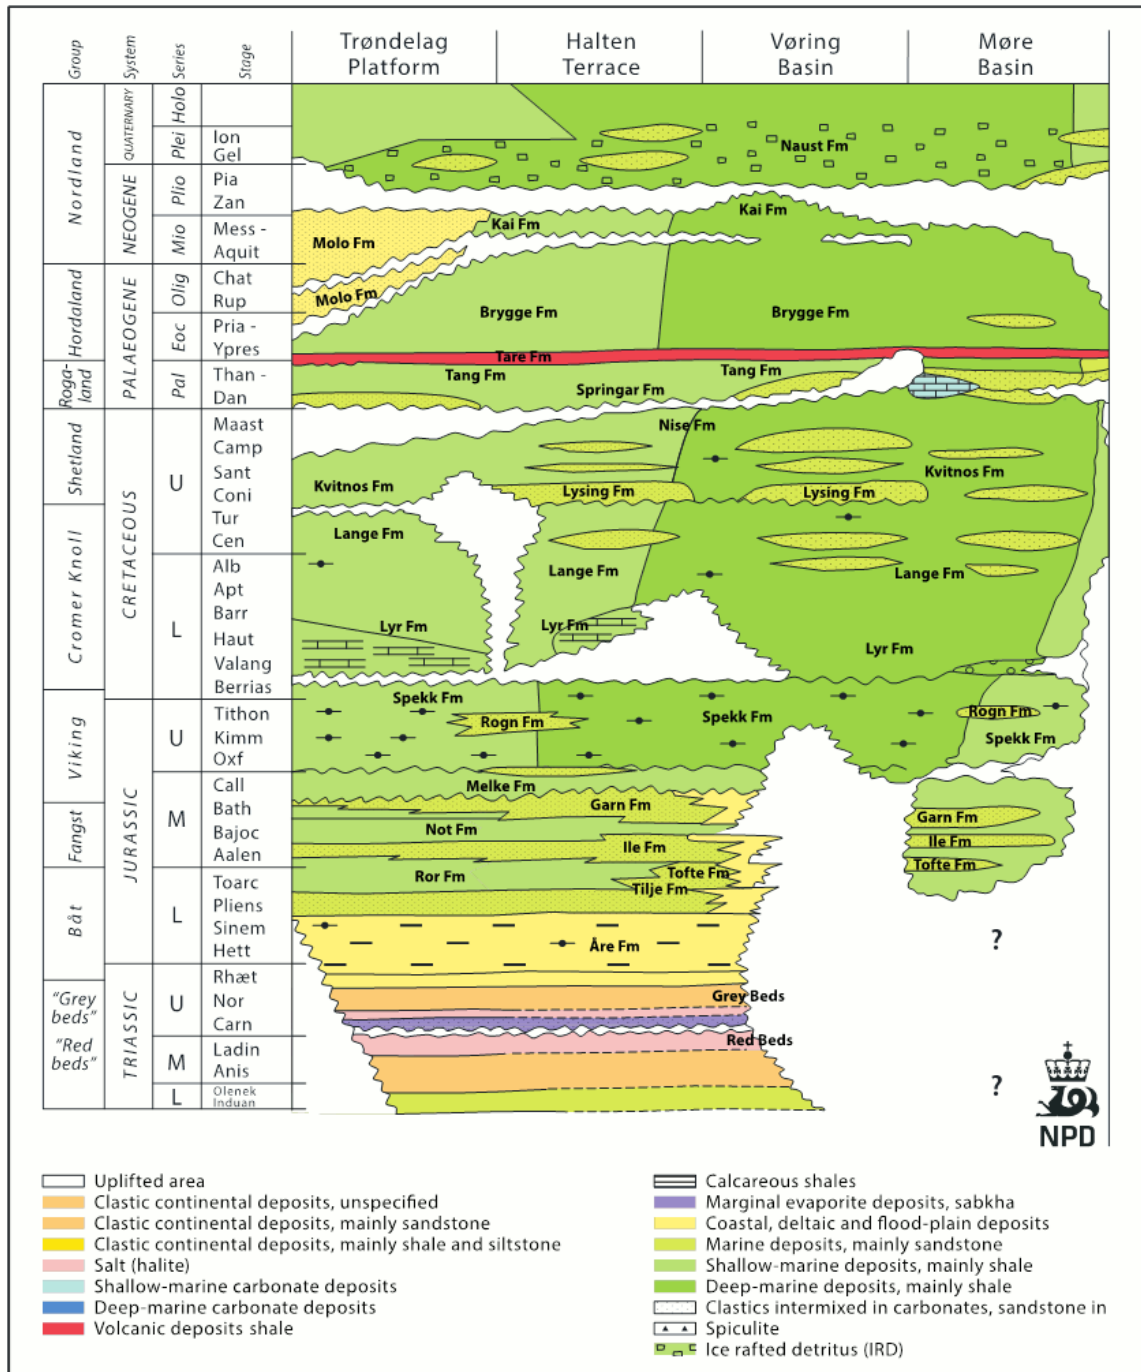 Group
System
Series
Stage
Trøndelag
Platform
Halten
Terrace
Vøring
Basin
Møre
Basin
Nordland
Hordaland
Roga-
land
Shetland
Cromer Knoll
Viking
Fangst
Båt
"Grey
beds"
"Red
beds"
QUATERNARY
NEOGENE
PALAEOGENE
CRETACEOUS
JURASSIC
TRIASSIC
Holo
Plei
Plio
Mio
Olig
Eoc
Pal
U
L
U
M
L
U
M
L
Ion
Gel
Pia
Zan
Mess -
Aquit
Chat
Rup
Pria -
Ypres
Than -
Dan
Maast
Camp
Sant
Coni
Tur
Cen
Alb
Apt
Barr
Haut
Valang
Berrias
Tithon
Kimm
Oxf
Call
Bath
Bajoc
Aalen
Toarc
Pliens
Sinem
Hett
Rhæt
Nor
Carn
Ladin
Anis
Olenek
Induan
Naust Fm
Kai Fm
Kai Fm
Molo Fm
Molo Fm
Brygge Fm
Brygge Fm
Tare Fm
Tang Fm
Tang Fm
Springar Fm
Nise Fm
Kvitnos Fm
Kvitnos Fm
Lysing Fm
Lysing Fm
Lange Fm
Lange Fm
Lange Fm
Lyr Fm
Lyr Fm
Lyr Fm
Spekk Fm
Rogn Fm
Spekk Fm
Rogn Fm
Spekk Fm
Melke Fm
Garn Fm
Garn Fm
Not Fm
Ile Fm
Ile Fm
Tofte Fm
Ror Fm
Tofte Fm
Tilje Fm
Åre Fm
?
Grey Beds
Red Beds
?
NPD
Uplifted area
Clastic continental deposits, unspecified
Clastic continental deposits, mainly sandstone
Clastic continental deposits, mainly shale and siltstone
Salt (halite)
Shallow-marine carbonate deposits
Deep-marine carbonate deposits
Volcanic deposits shale
Calcareous shales
Marginal evaporite deposits, sabkha
Coastal, deltaic and flood-plain deposits
Marine deposits, mainly sandstone
Shallow-marine deposits, mainly shale
Deep-marine deposits, mainly shale
Clastics intermixed in carbonates, sandstone in
Spiculite
Ice rafted detritus (IRD)